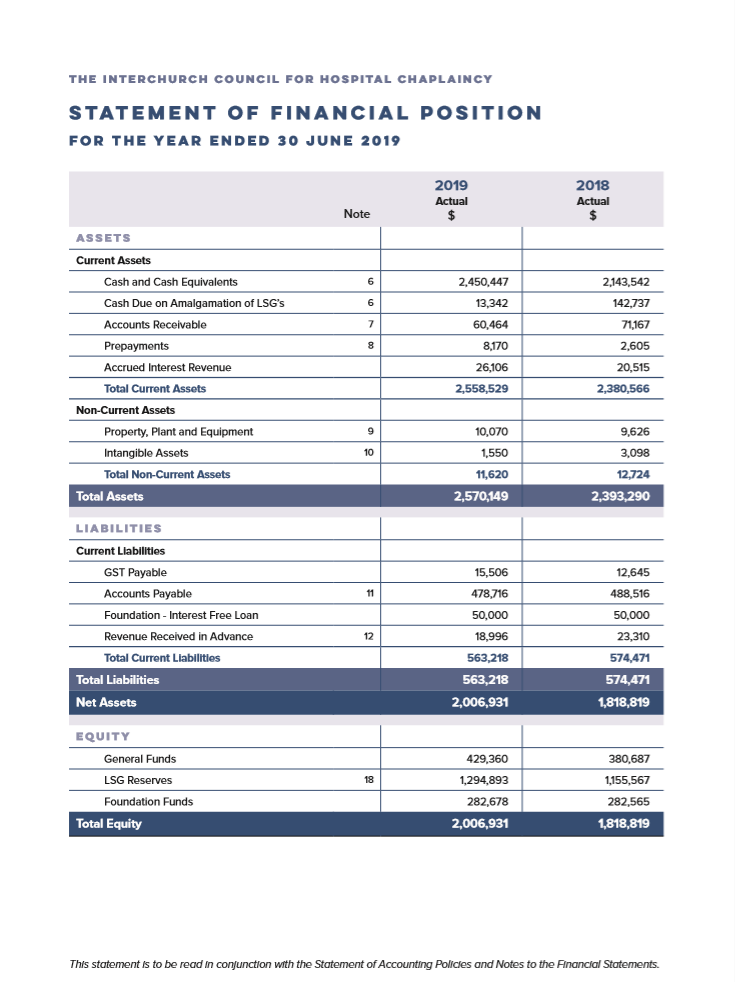 THE INTERCHURCH COUNCIL FOR HOSPITAL CHAPLAINCY
STATEMENT OF FINANCIAL POSITION
FOR THE YEAR ENDED 30 JUNE 2019
2019 2018
Actual Actual
Note $ $
ASSETS
Current Assets
Cash and Cash Equivalents 6 2,450,447 2,143,542
Cash Due on Amalgamation of LSG's 6 13,342 142,737
Accounts Receivable 7 60,464 71,167
Prepayments 8 8,170 2,605
Accrued Interest Revenue 26,106 20,515
Total Current Assets 2,558,529 2,380,566
Non-Current Assets
Property, Plant and Equipment 9 10,070 9,626
Intangible Assets 10 1,550 3,098
Total Non-Current Assets 11,620 12,724
Total Assets 2,570,149 2,393,290
LIABILITIES
Current Liabilities
GST Payable 15,506 12,645
Accounts Payable 11 478,716 488,516
Foundation - Interest Free Loan 50,000 50,000
Revenue Received in Advance 12 18,996 23,310
Total Current Liabilities 563,218 574,471
Total Liabilities 563,218 574,471
Net Assets 2,006,931 1,818,819
EQUITY
General Funds 429,360 380,687
LSG Reserves 18 1,294,893 1,155,567
Foundation Funds 282,678 282,565
Total Equity 2,006,931 1,818,819
This statement is to be read in conjunction with the Statement of Accounting Policies and Notes to the Financial Statements.